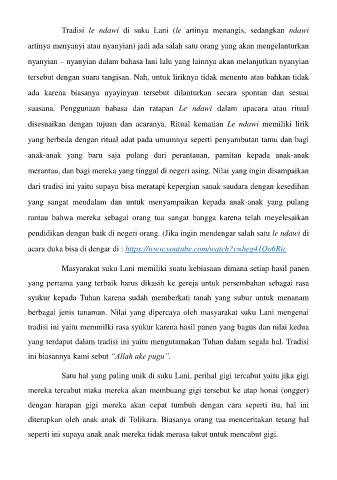 Tradisi le ndawi di suku Lani (le artinya menangis, sedangkan ndawi
artinya menyanyi atau nyanyian) jadi ada salah satu orang yang akan mengelanturkan
nyanyian – nyanyian dalam bahasa lani lalu yang lainnya akan melanjutkan nyanyian
tersebut dengan suara tangisan. Nah, untuk liriknya tidak menentu atau bahkan tidak
ada karena biasanya nyayinyan tersebut dilanturkan secara spontan dan sesuai
suasana. Penggunaan bahasa dan ratapan Le ndawi dalam upacara atau ritual
disesuaikan dengan tujuan dan acaranya. Ritual kematian Le ndawi memiliki lirik
yang berbeda dengan ritual adat pada umumnya seperti penyambutan tamu dan bagi
anak-anak yang baru saja pulang dari perantauan, pamitan kepada anak-anak
merantau, dan bagi mereka yang tinggal di negeri asing. Nilai yang ingin disampaikan
dari tradisi ini yaitu supaya bisa meratapi kepergian sanak saudara dengan kesedihan
yang sangat mendalam dan untuk menyampaikan kepada anak-anak yang pulang
rantau bahwa mereka sebagai orang tua sangat bangga karena telah meyelesaikan
pendidikan dengan baik di negeri orang. (Jika ingin mendengar salah satu le ndawi di
acara duka bisa di dengar di : https://www.youtube.com/watch?v=heg41Oo6Ric
Masyarakat suku Lani memiliki suatu kebiasaan dimana setiap hasil panen
yang pertama yang terbaik harus dikasih ke gereja untuk persembahan sebagai rasa
syukur kepada Tuhan karena sudah memberkati tanah yang subur untuk menanam
berbagai jenis tanaman. Nilai yang dipercaya oleh masyarakat suku Lani mengenai
tradisi ini yaitu memmilki rasa syukur karena hasil panen yang bagus dan nilai kedua
yang terdapat dalam tradisi ini yaitu mengutamakan Tuhan dalam segala hal. Tradisi
ini biasannya kami sebut "Allah ake pugu".
Satu hal yang paling unik di suku Lani, perihal gigi tercabut yaitu jika gigi
mereka tercabut maka mereka akan membuang gigi tersebut ke atap honai (ongger)
dengan harapan gigi mereka akan cepat tumbuh dengan cara seperti itu, hal ini
diterupkan oleh anak anak di Tolikara. Biasanya orang tua menceritakan tetang hal
seperti ini supaya anak anak mereka tidak merasa takut untuk mencabut gigi.